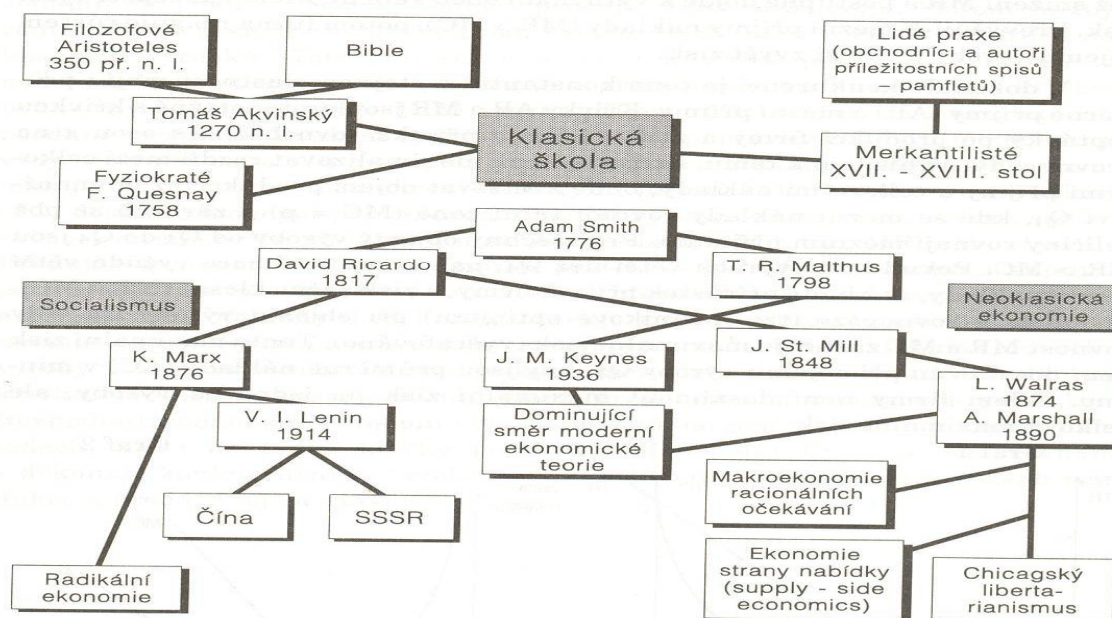 Filozofové
Aristoteles
350 př. n. l.
Bible
Lidé z praxe
(obchodníci a autoři
příležitostních spisů
pamfletů)
Tomáš Akvinský
1270 n. l.
Klasická
škola
Merkantilisté
XVII. - XVIII. stol
Fyziokraté
F. Quesnay
1758
Adam Smith
1776
David Ricardo
1817
T. R. Malthus
1798
Socialismus
Neoklasická
ekonomie
K. Marx
1876
J. M. Keynes
1936
J. St. Mill
1848
L. Walras
1874
A. Marshall
1890
V. I. Lenin
1914
Dominující
směr moderní
ekonomické
teorie
Makroekonomie
racionálních
očekávání
Čína
SSSR
Ekonomie
strany nabídky
(supply - side
economics)
Chicagský
liberta-
rianismus
Radikální
ekonomie